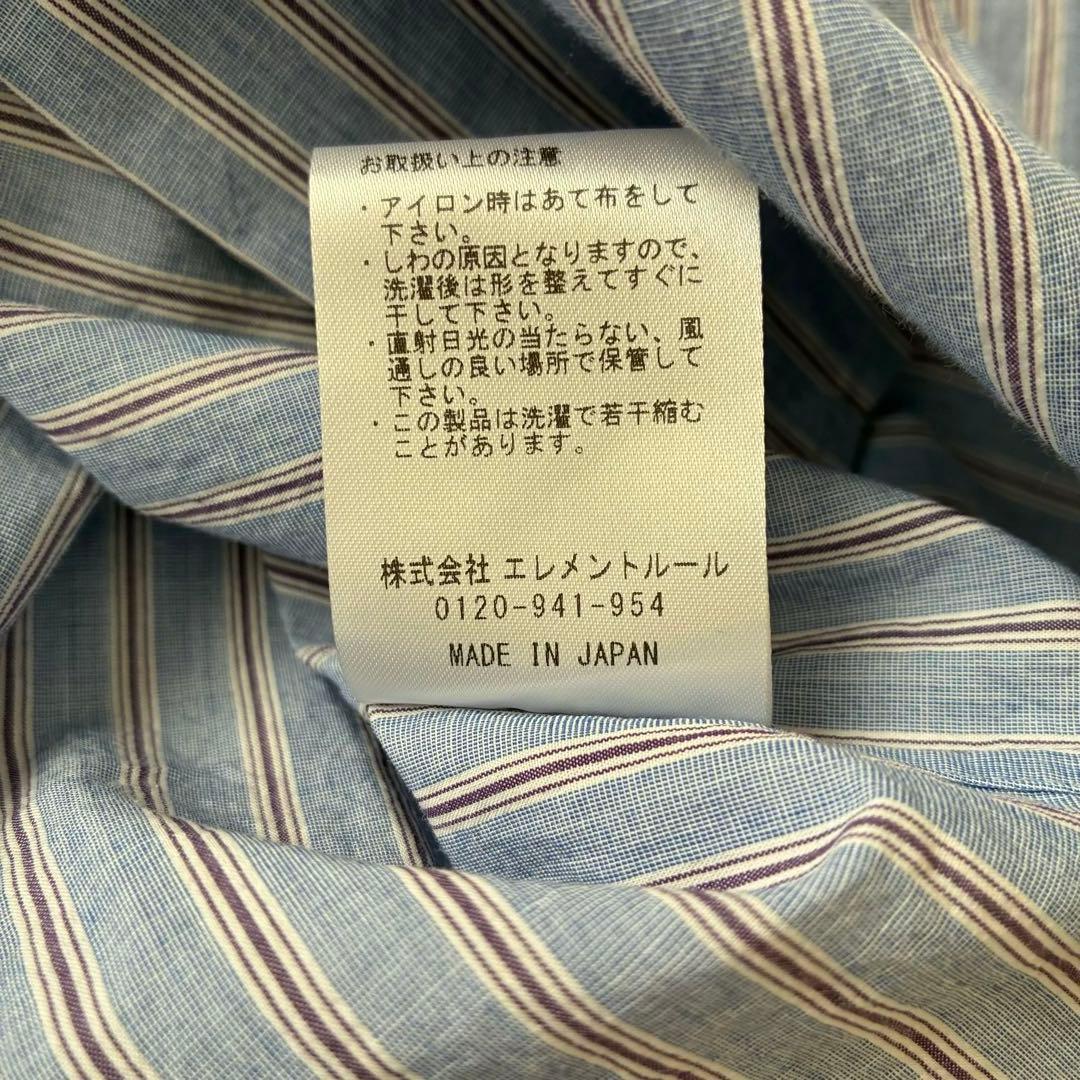 お取扱い上の注意
・アイロン時はあて布をして
下さい。
・しわの原因となりますので、
洗濯後は形を整えてすぐに
干して下さい。
・直射日光の当たらない、風
通しの良い場所で保管して
下さい。
・この製品は洗濯で若干縮む
ことがあります。
株式会社 エレメントルール
0120-941-954
MADE IN JAPAN